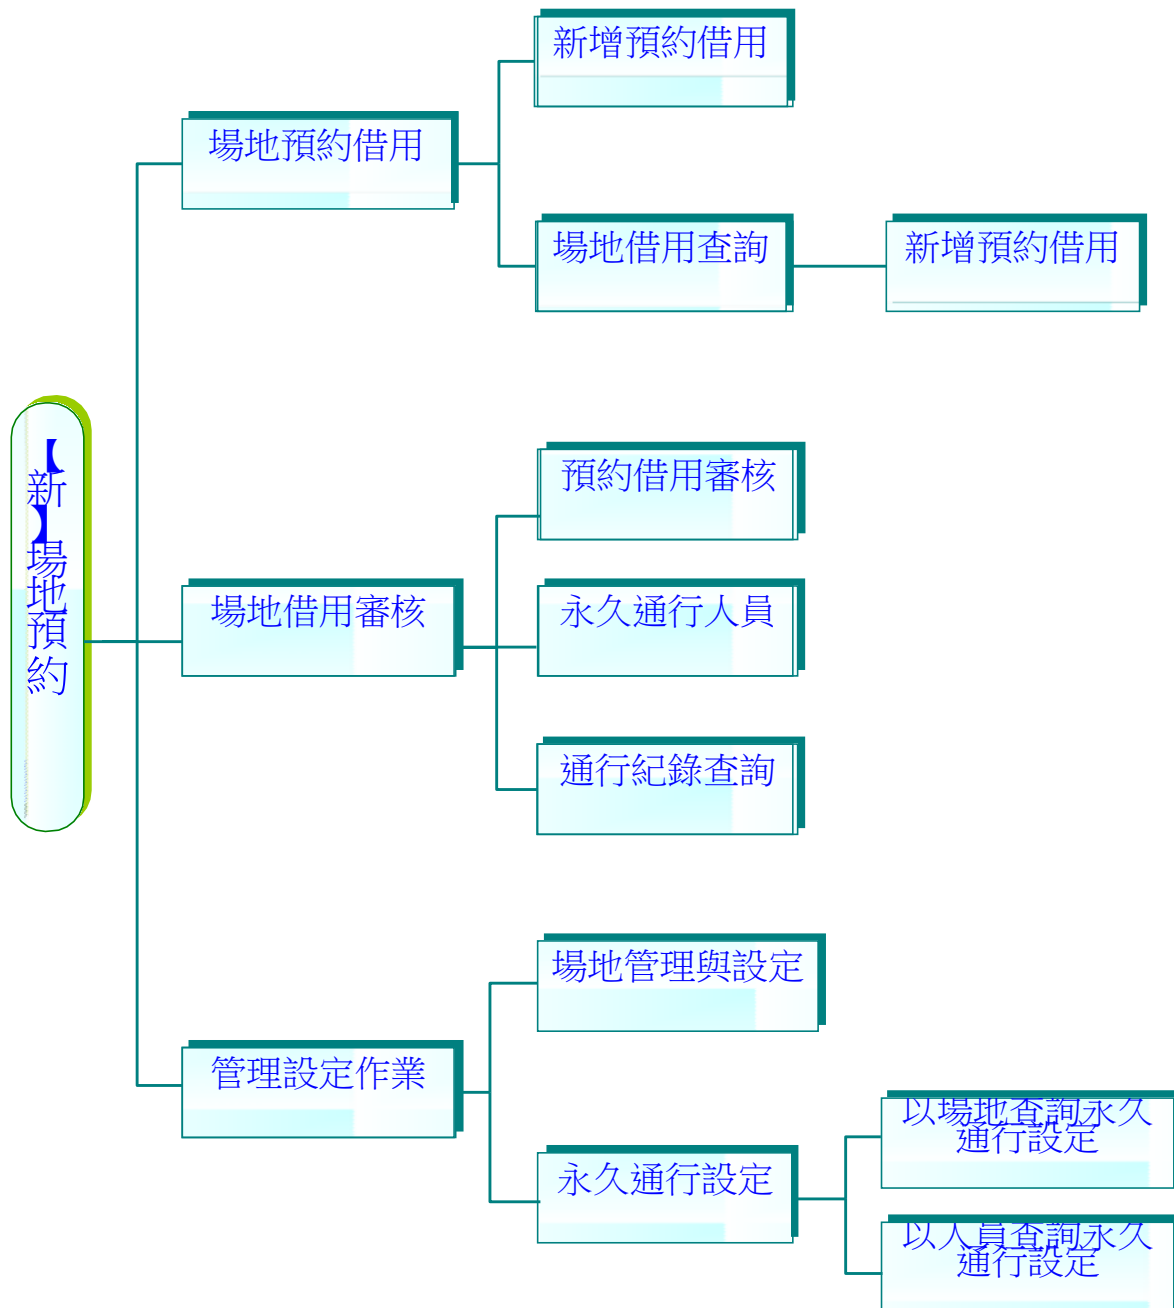 【新】場地預約
場地預約借用
新增預約借用
場地借用查詢
新增預約借用
場地借用審核
預約借用審核
永久通行人員
通行紀錄查詢
管理設定作業
場地管理與設定
永久通行設定
以場地查詢永久
通行設定
以人員查詢永久
通行設定